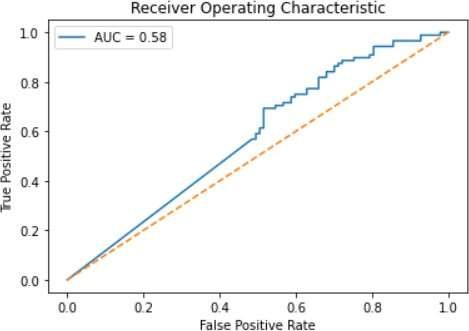 Receiver Operating Characteristic
AUC = 0.58
True Positive Rate
1.0
0.8
0.6
0.4
0.2
0.0
0.0 0.2 0.4 0.6 0.8 1.0
False Positive Rate